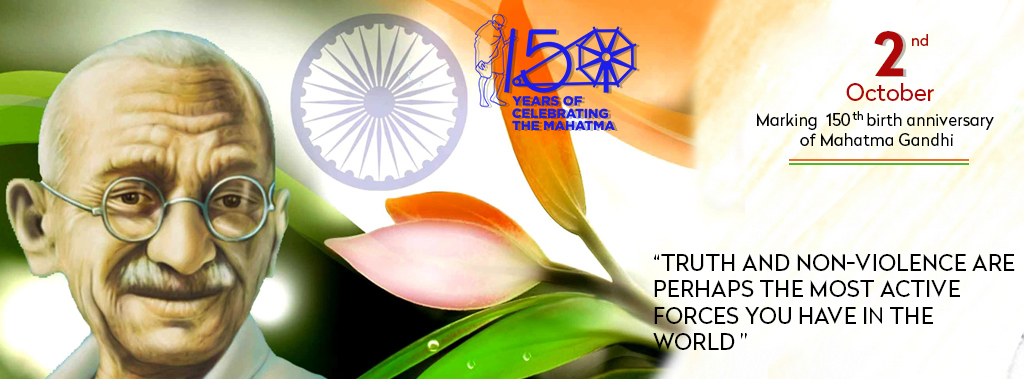 150
YEARS OF
CELEBRATING
THE MAHATMA
2nd
October
Marking 150th birth anniversary
of Mahatma Gandhi
“TRUTH AND NON-VIOLENCE ARE
PERHAPS THE MOST ACTIVE
FORCES YOU HAVE IN THE
WORLD ”